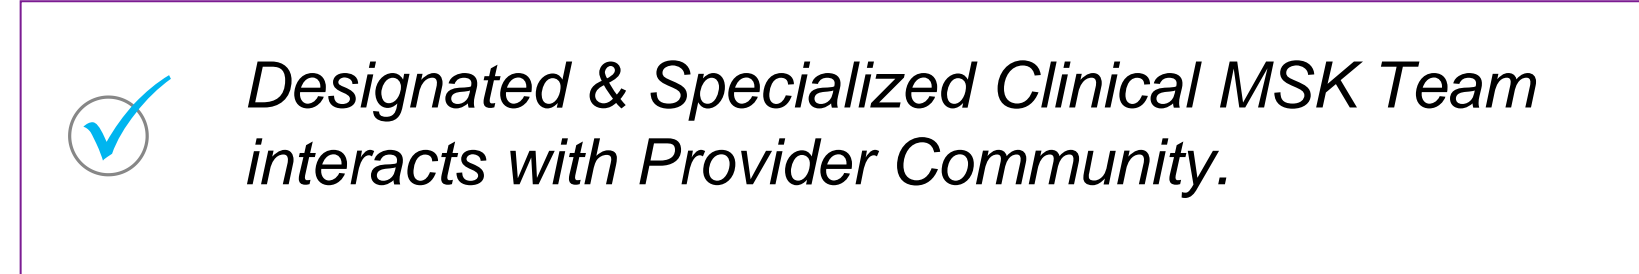 Designated & Specialized Clinical MSK Team
interacts with Provider Community.